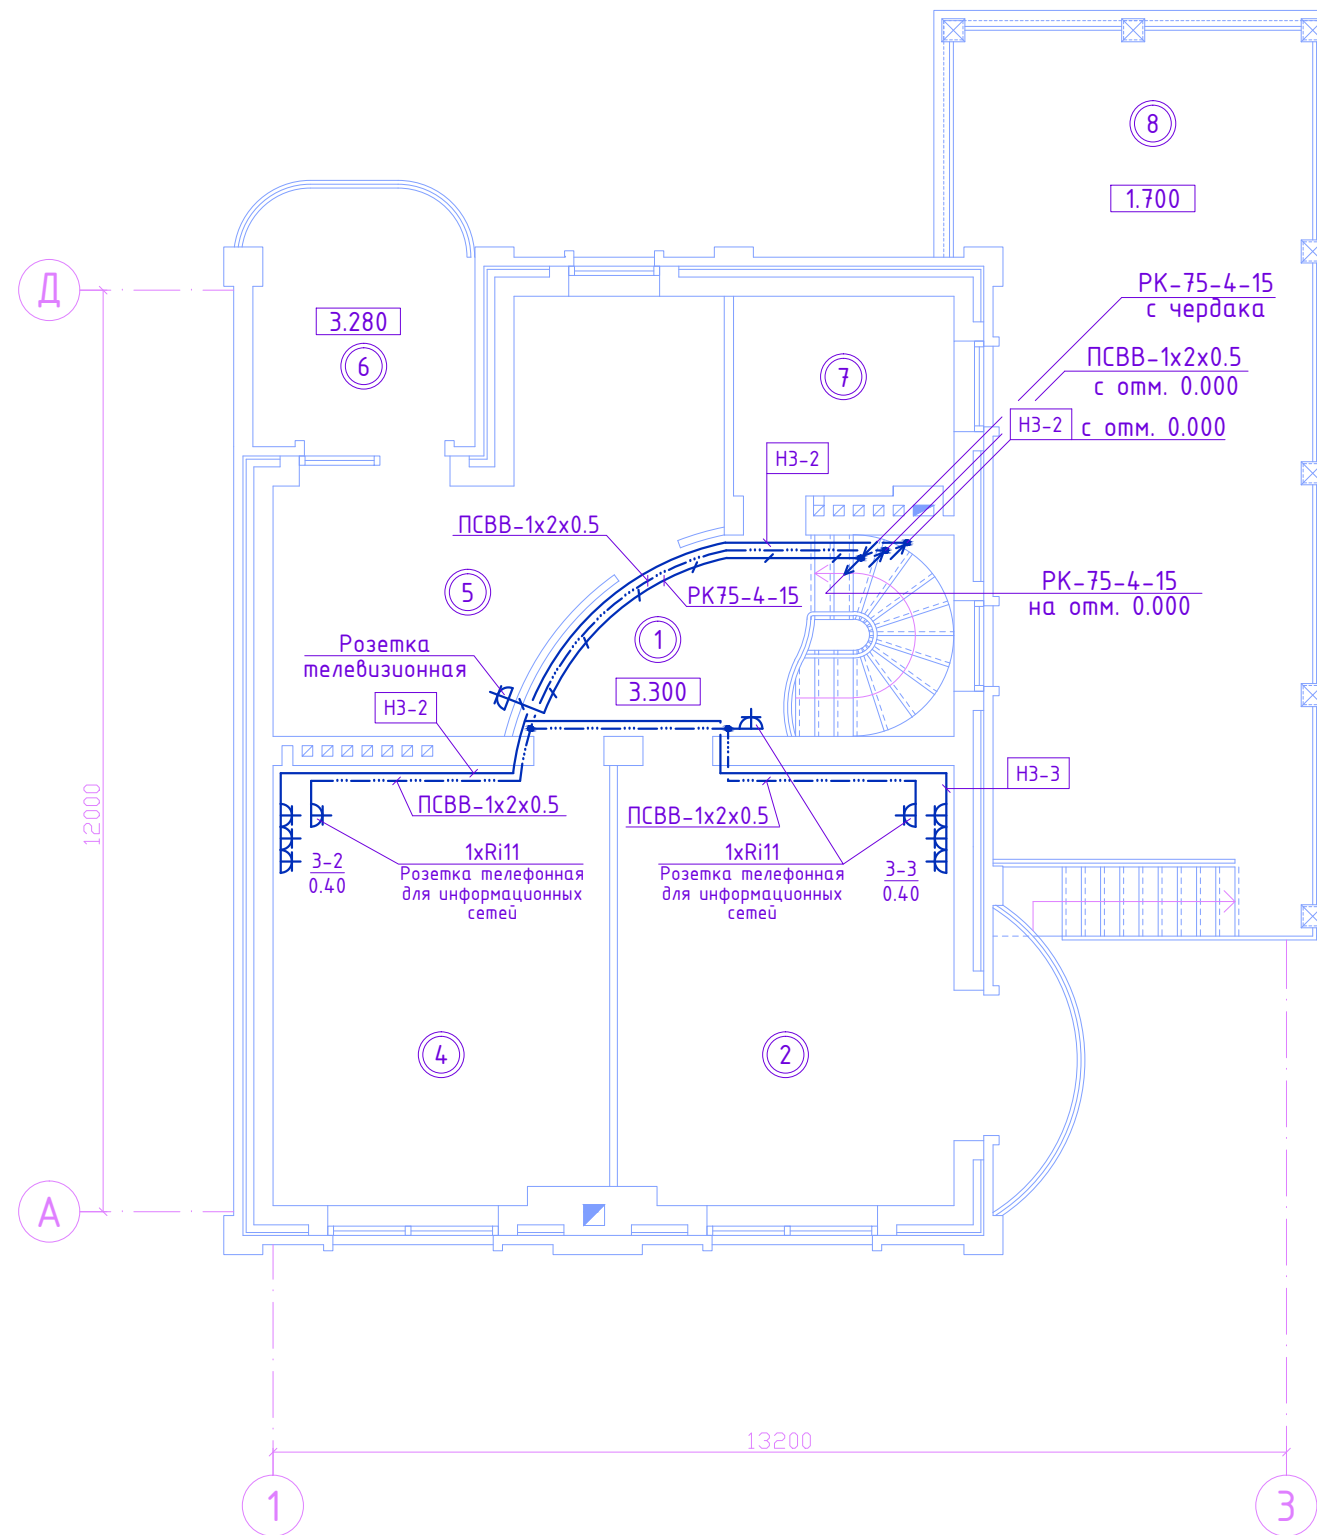 8
1.700
РК-75-4-15
с чердака
ПСВВ-1х2х0.5
с отм. 0.000
НЗ-2
с отм. 0.000
Д
3.280
6
7
НЗ-2
ПСВВ-1х2х0.5
5
РК75-4-15
РК-75-4-15
на отм. 0.000
1
Розетка
телевизионная
3.300
НЗ-2
НЗ-3
12000
ПСВВ-1х2х0.5
ПСВВ-1х2х0.5
3-2
0.40
1xRi11
Розетка телефонная
для информационных
сетей
1xRi11
Розетка телефонная
для информационных
сетей
3-3
0.40
4
2
А
13200
1
3